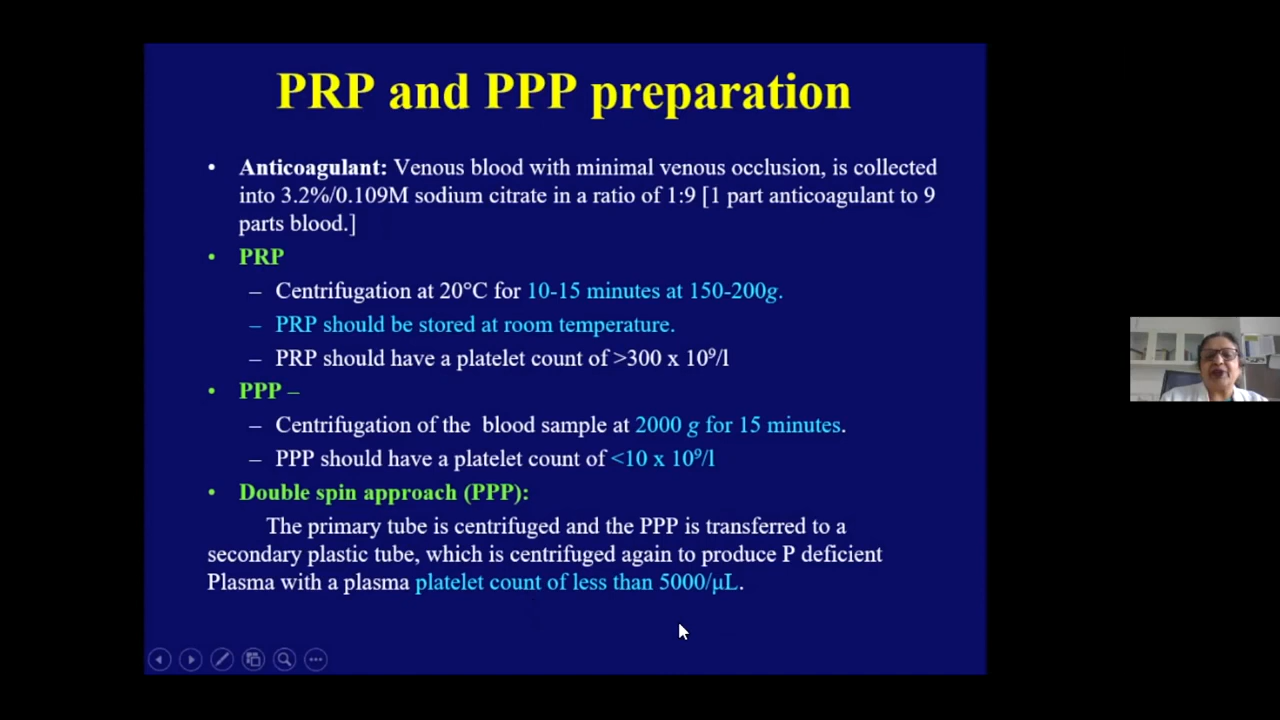 PRP and PPP preparation
• Anticoagulant: Venous blood with minimal venous occlusion, is collected
into 3.2%/0.109M sodium citrate in a ratio of 1:9 [1 part anticoagulant to 9
parts blood.]
• PRP
– Centrifugation at 20°C for 10-15 minutes at 150-200g.
– PRP should be stored at room temperature.
– PRP should have a platelet count of >300 x 10⁹/l
• PPP –
– Centrifugation of the blood sample at 2000 g for 15 minutes.
– PPP should have a platelet count of <10 x 10⁹/l
• Double spin approach (PPP):
The primary tube is centrifuged and the PPP is transferred to a
secondary plastic tube, which is centrifuged again to produce P deficient
Plasma with a plasma platelet count of less than 5000/μL.